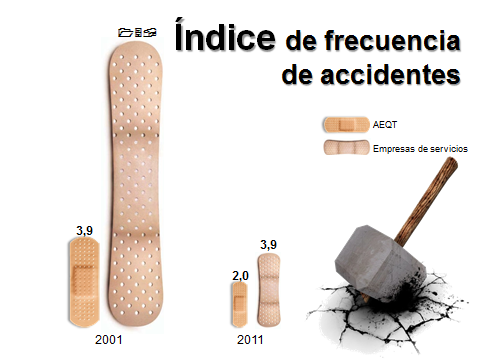 Índice de frecuencia
de accidentes
AEQT
Empresas de servicios
3,9
3,9
2,0
2001
2011